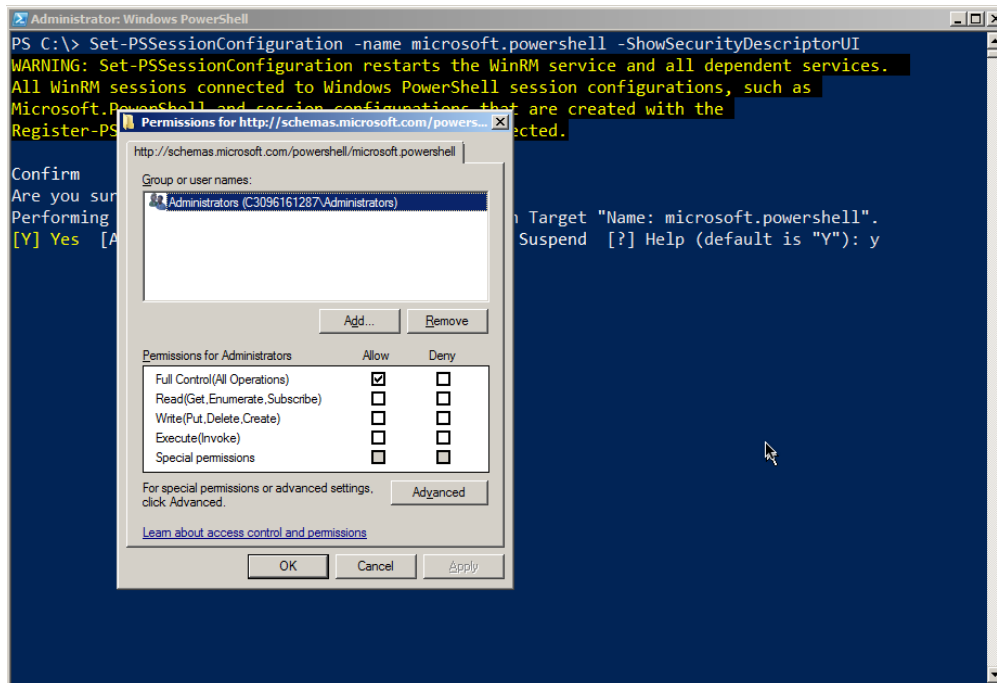 Administrator: Windows PowerShell
PS C:\> Set-PSSessionConfiguration -name microsoft.powershell -ShowSecurityDescriptorUI
WARNING: Set-PSSessionConfiguration restarts the WinRM service and all dependent services.
All WinRM sessions connected to Windows PowerShell session configurations, such as
Microsoft.PowerShell and session configurations that are created with the
Register-PS ected.
Permissions for http://schemas.microsoft.com/powers...
http://schemas.microsoft.com/powershell/microsoft.powershell
Confirm
Are you sur
Performing n Target "Name: microsoft.powershell".
[Y] Yes [A Suspend [?] Help (default is "Y"): y
Group or user names:
Administrators (C3096161287\Administrators)
Add... Remove
Permissions for Administrators Allow Deny
Full Control(All Operations)
Read(Get,Enumerate,Subscribe)
Write(Put,Delete,Create)
Execute(Invoke)
Special permissions
For special permissions or advanced settings,
click Advanced.
Advanced
Learn about access control and permissions
OK Cancel Apply